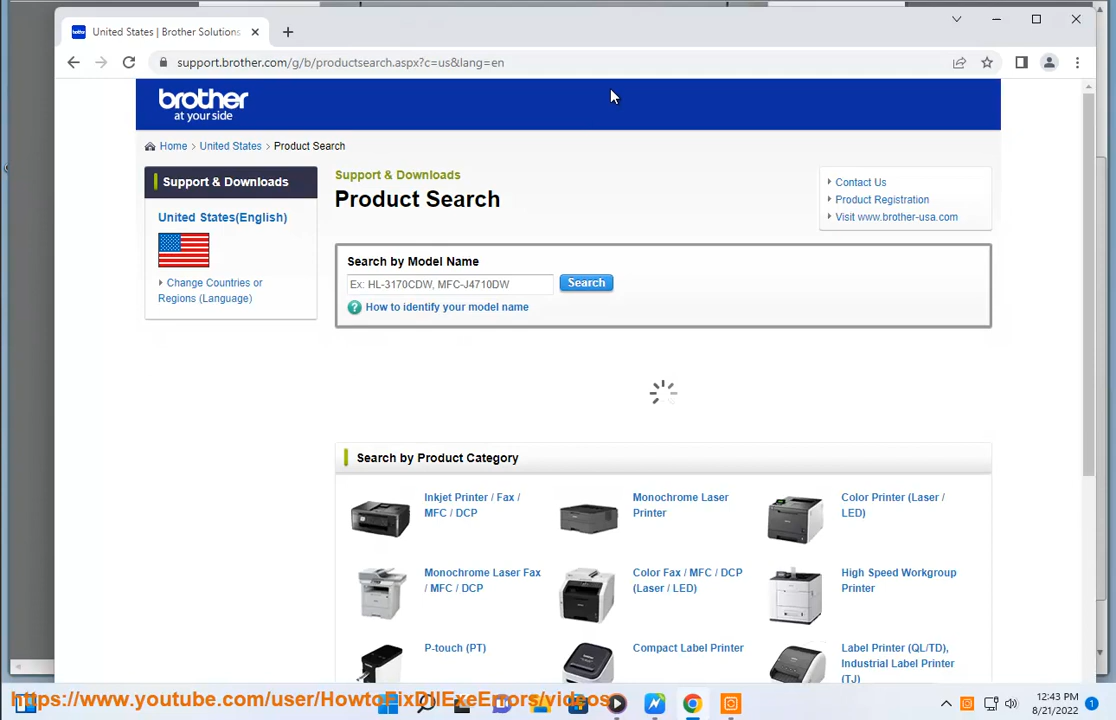 United States | Brother Solutions
support.brother.com/g/b/productsearch.aspx?c=us&lang=en
brother
at your side
Home > United States > Product Search
Support & Downloads
United States(English)
Change Countries or
Regions (Language)
Support & Downloads
Product Search
Contact Us
Product Registration
Visit www.brother-usa.com
Search by Model Name
Ex: HL-3170CDW, MFC-J4710DW
Search
? How to identify your model name
Search by Product Category
Inkjet Printer / Fax /
MFC / DCP
Monochrome Laser
Printer
Color Printer (Laser /
LED)
Monochrome Laser Fax
/ MFC / DCP
Color Fax / MFC / DCP
(Laser / LED)
High Speed Workgroup
Printer
P-touch (PT)
Compact Label Printer
Label Printer (QL/TD),
Industrial Label Printer
(TJ)
https://www.youtube.com/user/HowtoFixDllExeErrors/videos
12:43 PM
8/21/2022
1